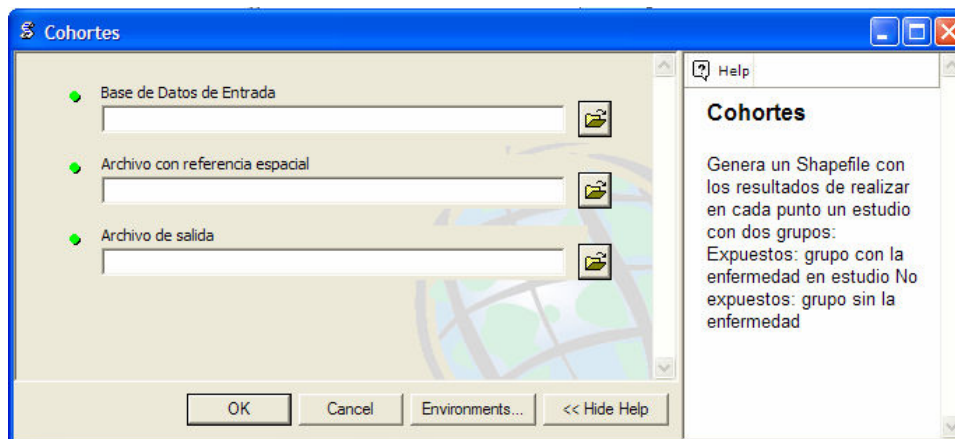 Cohortes
Base de Datos de Entrada
Archivo con referencia espacial
Archivo de salida
OK
Cancel
Environments...
<< Hide Help
Help
Cohortes
Genera un Shapefile con
los resultados de realizar
en cada punto un estudio
con dos grupos:
Expuestos: grupo con la
enfermedad en estudio No
expuestos: grupo sin la
enfermedad